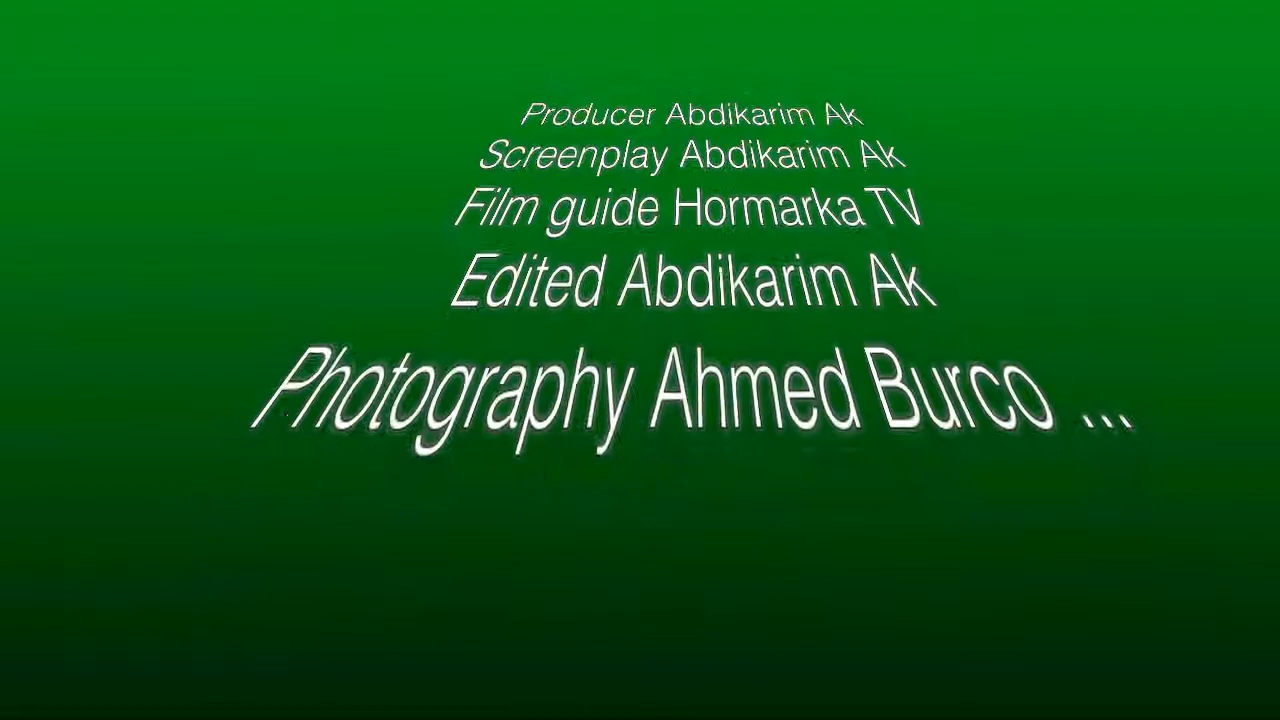 Producer Abdikarim Ak
Screenplay Abdikarim Ak
Film guide Hormarka TV
Edited Abdikarim Ak
Photography Ahmed Burco ...